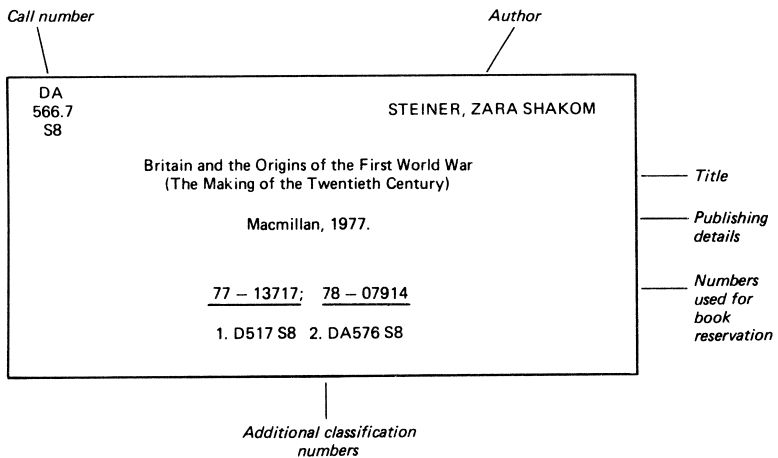 Call number
Author
DA
566.7
S8
STEINER, ZARA SHAKOM
Britain and the Origins of the First World War
(The Making of the Twentieth Century)
Title
Macmillan, 1977.
Publishing
details
77 – 13717; 78 – 07914
Numbers
used for
book
reservation
1. D517 S8 2. DA576 S8
Additional classification
numbers